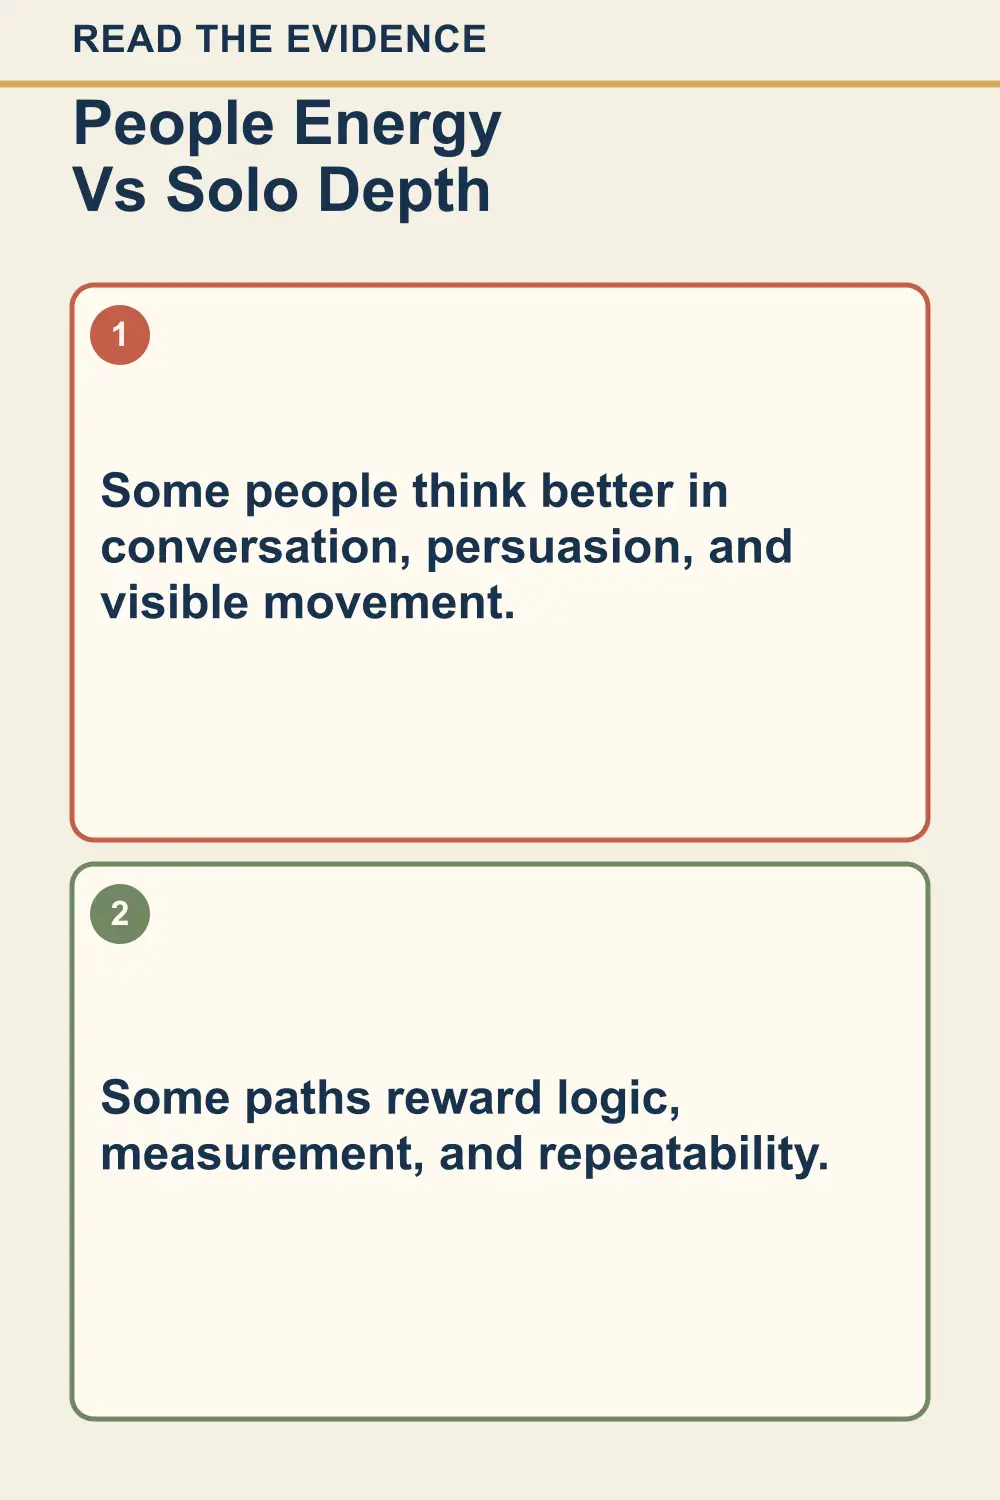 READ THE EVIDENCE
People Energy
Vs Solo Depth
1
Some people think better in
conversation, persuasion, and
visible movement.
2
Some paths reward logic,
measurement, and repeatability.